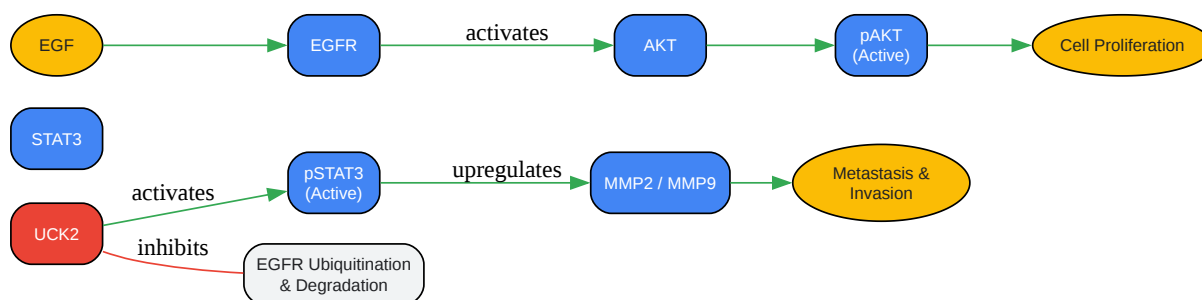 EGF
EGFR
activates
AKT
pAKT
(Active)
Cell Proliferation
STAT3
UCK2
activates
pSTAT3
(Active)
upregulates
MMP2 / MMP9
Metastasis &
Invasion
inhibits
EGFR Ubiquitination
& Degradation